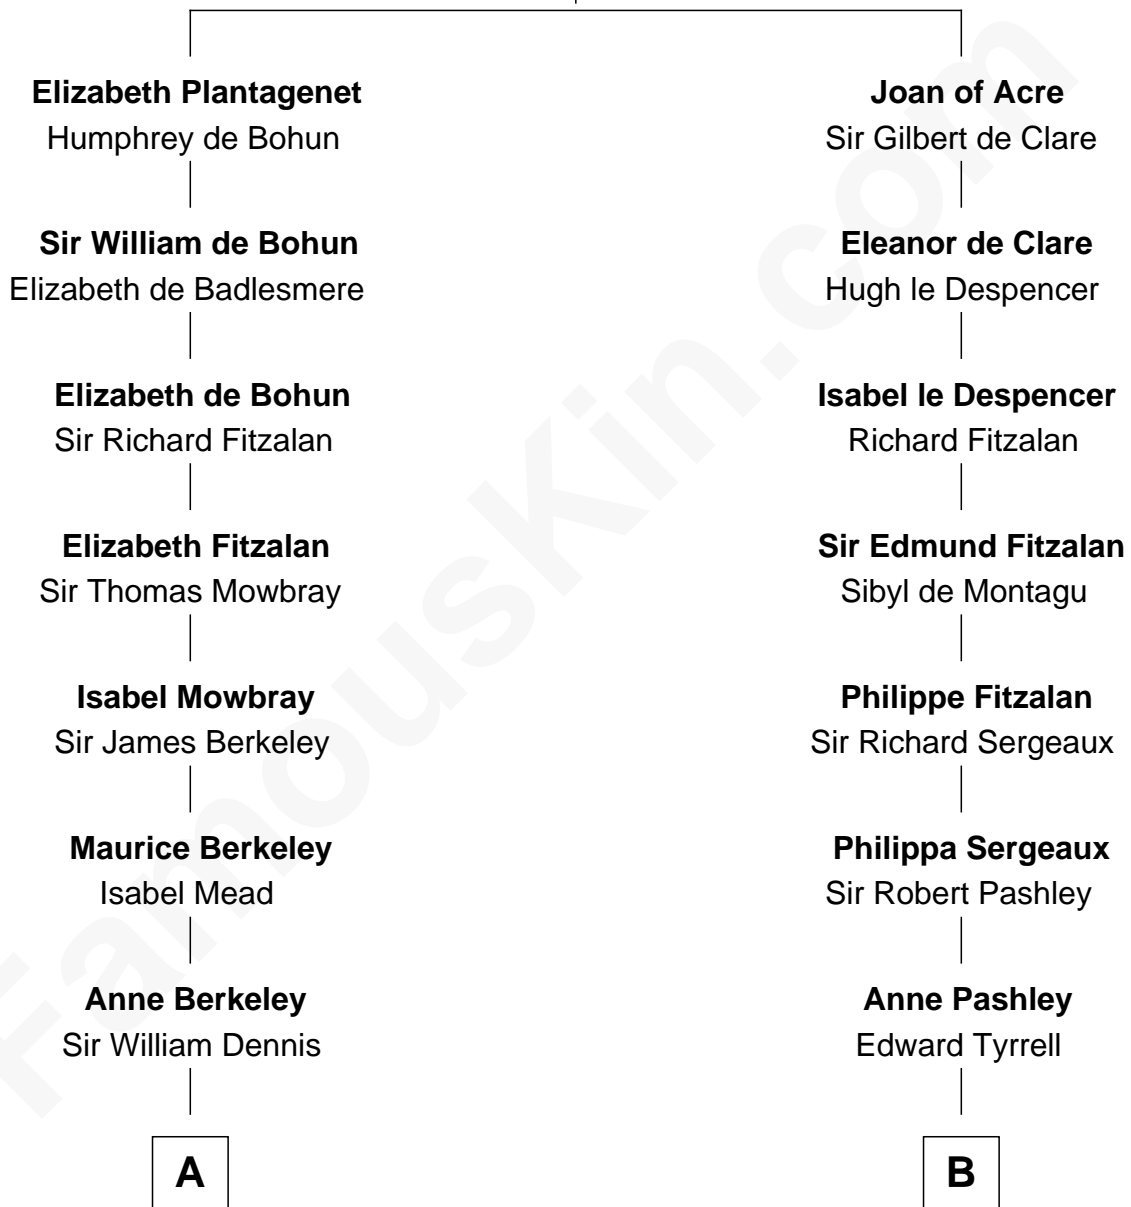 Elizabeth Plantagenet
Humphrey de Bohun
Sir William de Bohun
Elizabeth de Badlesmere
Elizabeth de Bohun
Sir Richard Fitzalan
Elizabeth Fitzalan
Sir Thomas Mowbray
Isabel Mowbray
Sir James Berkeley
Maurice Berkeley
Isabel Mead
Anne Berkeley
Sir William Dennis
A
Joan of Acre
Sir Gilbert de Clare
Eleanor de Clare
Hugh le Despencer
Isabel le Despencer
Richard Fitzalan
Sir Edmund Fitzalan
Sibyl de Montagu
Philippe Fitzalan
Sir Richard Sergeaux
Philippa Sergeaux
Sir Robert Pashley
Anne Pashley
Edward Tyrrell
B
FamousKin.com